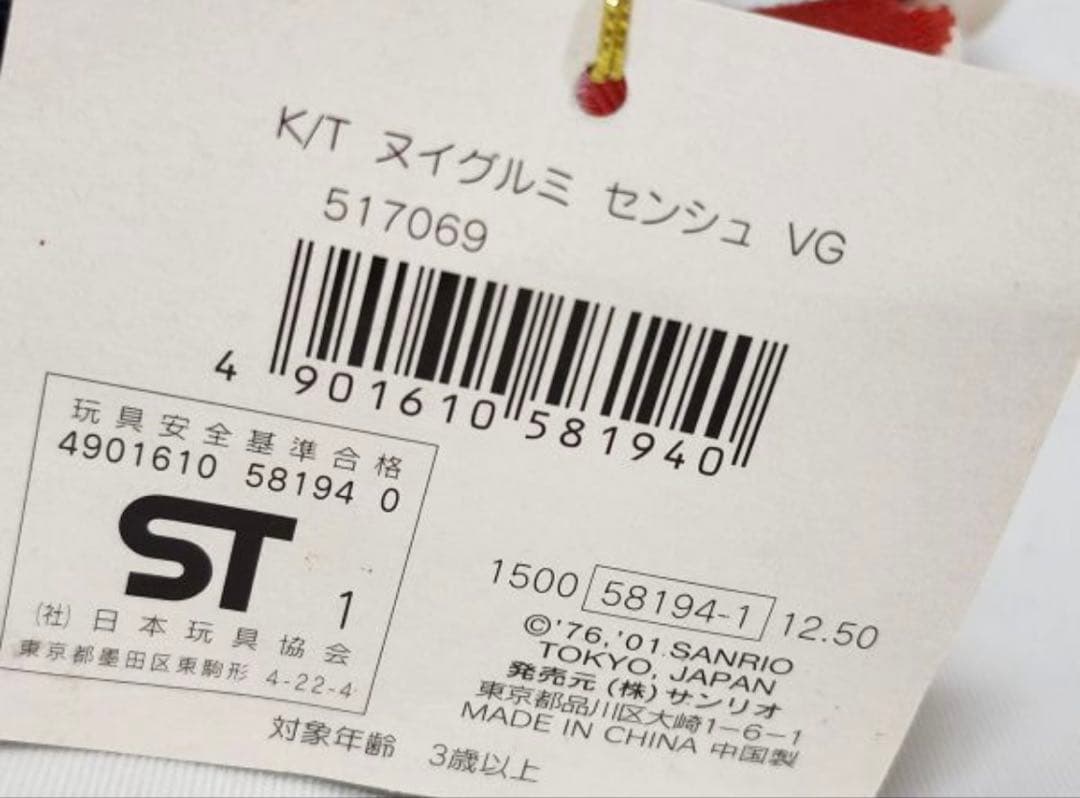 K/T ヌイグルミ センシュ VG
517069
4 901610 581940
玩具安全基準合格
4901610 58194 0
ST
1
(社)日本玩具協会
東京都墨田区東駒形 4-22-4
1500 58194-1 12.50
©'76,'01.SANRIO
TOKYO, JAPAN
発売元(株)サンリオ
東京都品川区大崎1-6-1
MADE IN CHINA 中国製
対象年齢 3歳以上